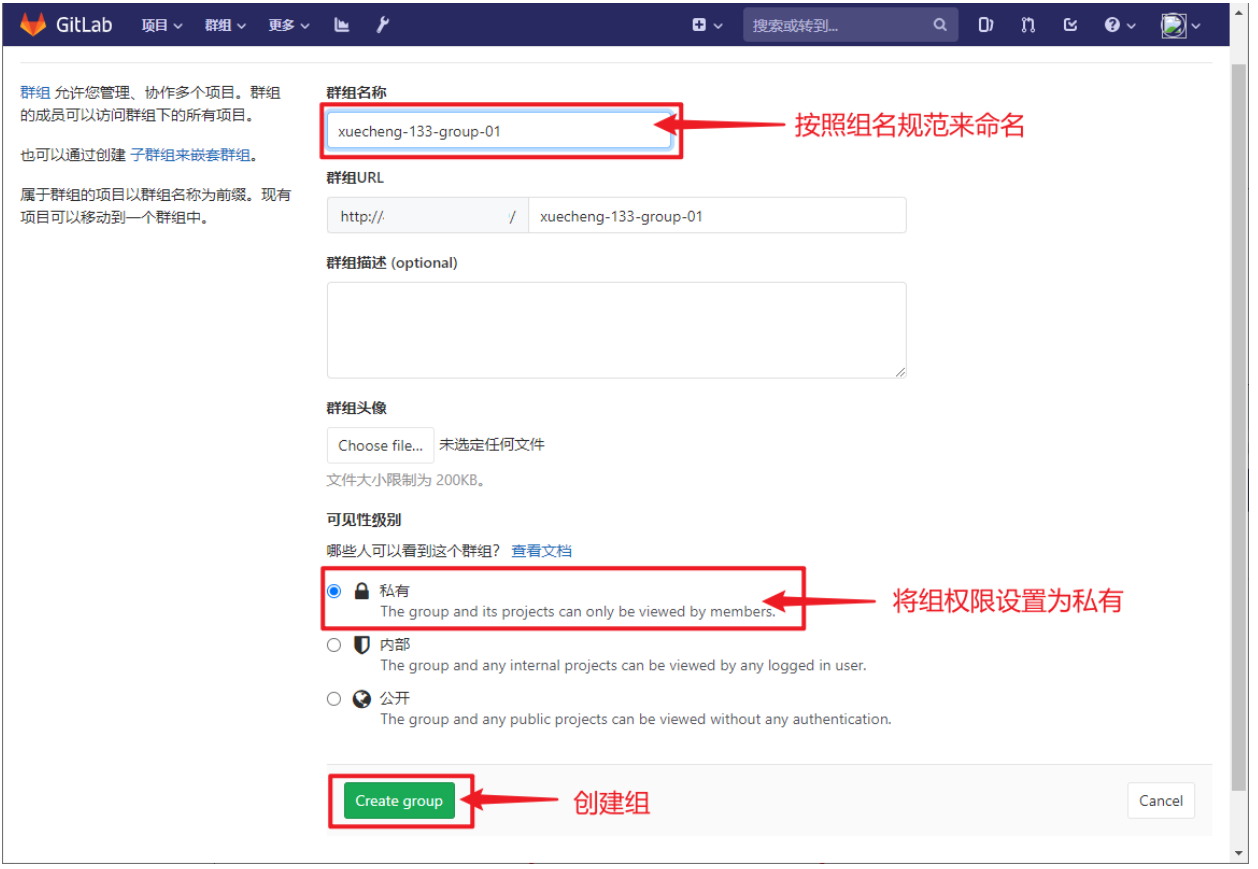 GitLab 项目 群组 更多 搜索或转到...
群组 允许您管理、协作多个项目。群组
的成员可以访问群组下的所有项目。
也可以通过创建 子群组来嵌套群组。
属于群组的项目以群组名称为前缀。现有
项目可以移动到一个群组中。
群组名称
xuecheng-133-group-01
按照组名规范来命名
群组URL
http:// / xuecheng-133-group-01
群组描述 (optional)
群组头像
Choose file... 未选定任何文件
文件大小限制为 200KB。
可见性级别
哪些人可以看到这个群组? 查看文档
私有
The group and its projects can only be viewed by members.
将组权限设置为私有
内部
The group and any internal projects can be viewed by any logged in user.
公开
The group and any public projects can be viewed without any authentication.
Create group
创建组
Cancel